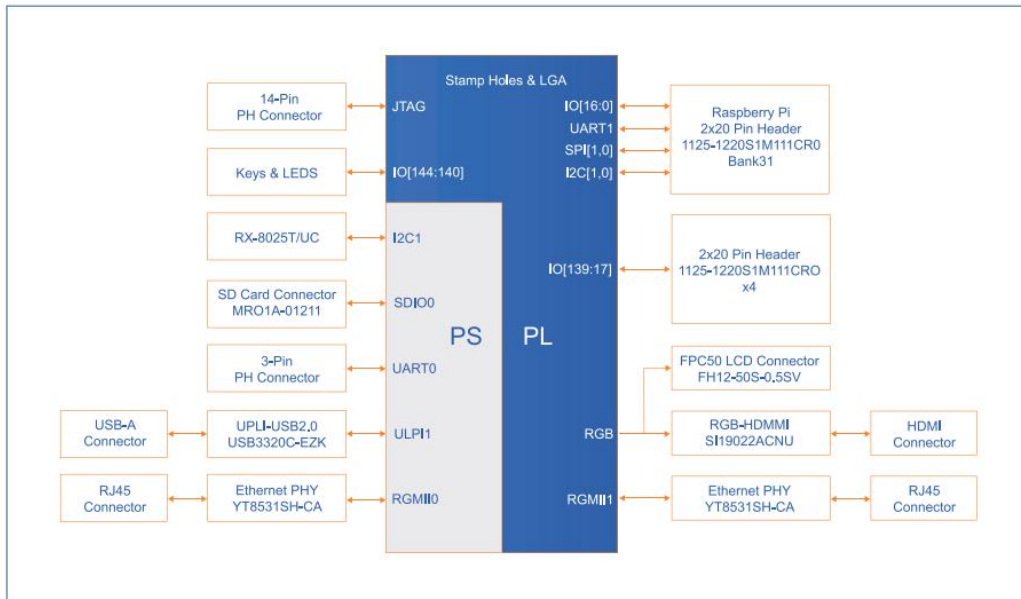 Stamp Holes & LGA
14-Pin
PH Connector
JTAG
Keys & LEDS
IO[144:140]
RX-8025T/UC
I2C1
SD Card Connector
MRO1A-01211
SDIO0
3-Pin
PH Connector
UART0
USB-A
Connector
UPLI-USB2.0
USB3320C-EZK
ULPI1
RJ45
Connector
Ethernet PHY
YT8531SH-CA
RGMII0
PS
PL
IO[16:0]
UART1
SPI[1,0]
I2C[1,0]
Raspberry Pi
2x20 Pin Header
1125-1220S1M111CR0
Bank31
IO[139:17]
2x20 Pin Header
1125-1220S1M111CRO
x4
FPC50 LCD Connector
FH12-50S-0.5SV
RGB
RGB-HDMMI
SI19022ACNU
HDMI
Connector
RGMII1
Ethernet PHY
YT8531SH-CA
RJ45
Connector